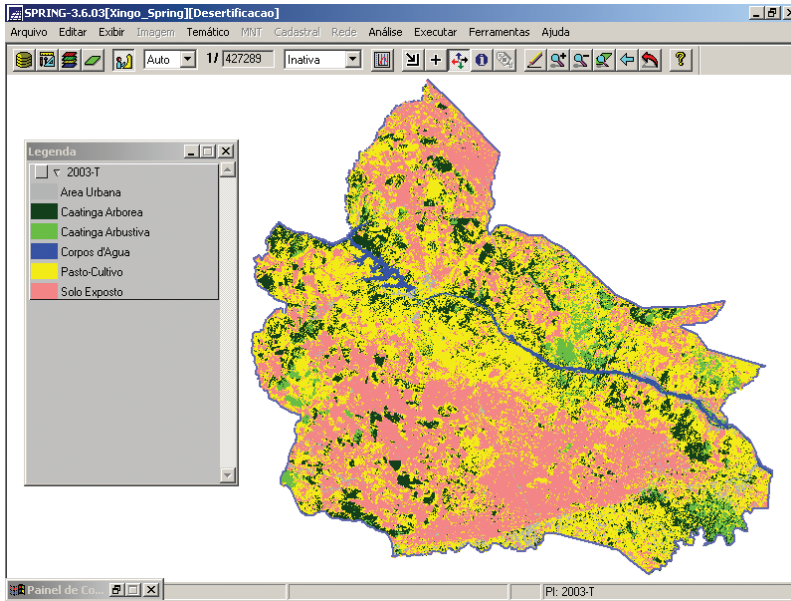 SPRING-3.6.03[Xingo_Spring][Desertificacao]
Arquivo Editar Exibir Imagem Temático MNT Cadastral Rede Análise Executar Ferramentas Ajuda
Auto 1/ 427289 Inativa
Legenda
2003-T
Area Urbana
Caatinga Arborea
Caatinga Arbustiva
Corpos d'Agua
Pasto-Cultivo
Solo Exposto
Painel de Co...
PI: 2003-T